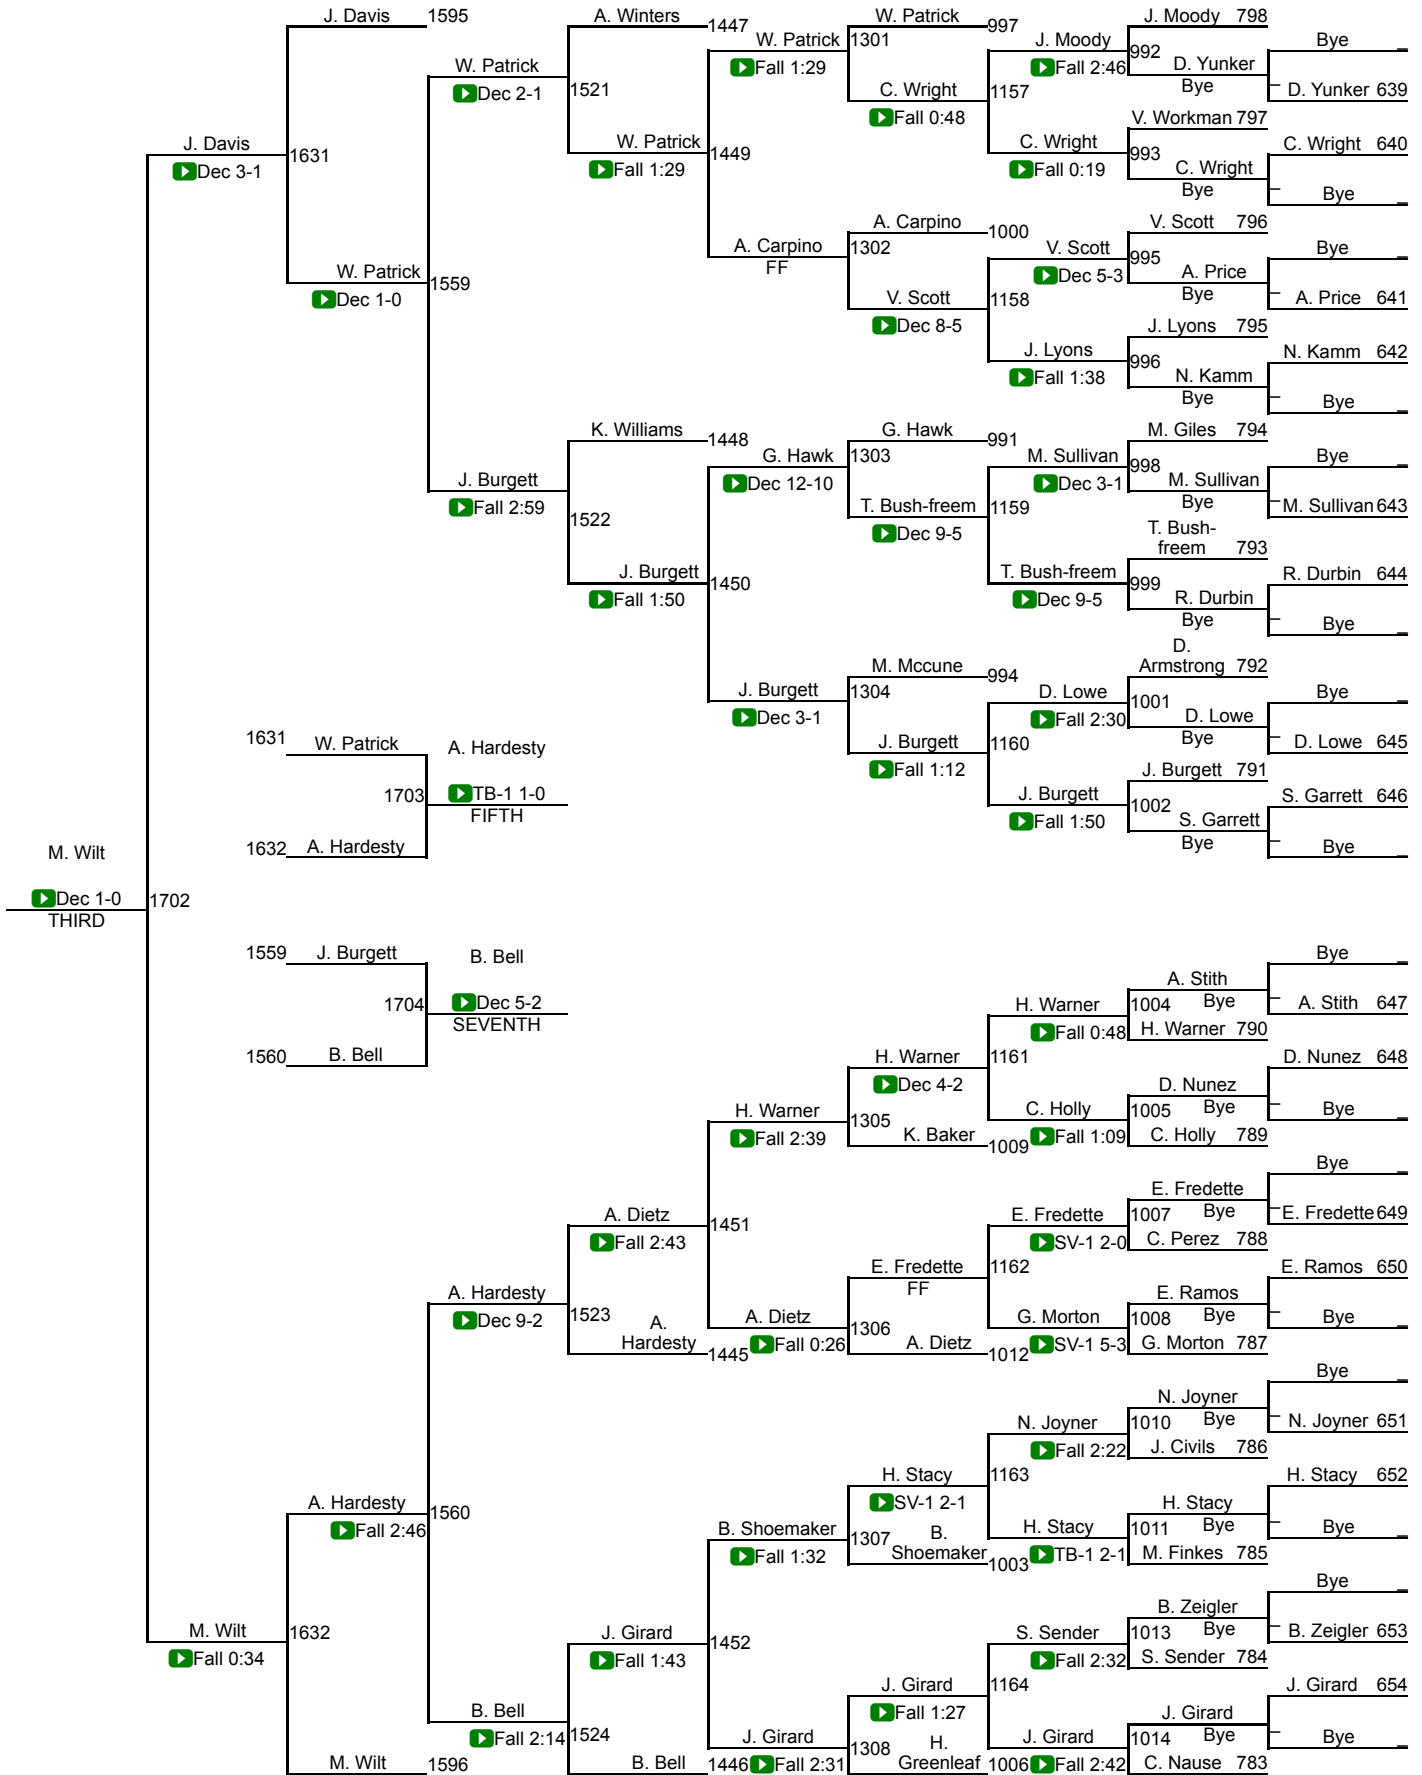 J. Davis 1595
A. Winters 1447
W. Patrick 997
J. Moody 798
W. Patrick 1301
J. Moody 992
Bye
Fall 1:29
Fall 2:46
D. Yunker
W. Patrick
Bye
Dec 2-1
1521
C. Wright 1157
D. Yunker 639
Fall 0:48
V. Workman 797
J. Davis 1631
W. Patrick 1449
C. Wright 993
C. Wright 640
Dec 3-1
Fall 1:29
Fall 0:19
C. Wright
Bye
Bye
A. Carpino 1000
V. Scott 796
A. Carpino 1302
V. Scott 995
Bye
FF
Dec 5-3
A. Price
W. Patrick 1559
Bye
Dec 1-0
V. Scott 1158
A. Price 641
Dec 8-5
J. Lyons 795
J. Lyons 996
N. Kamm 642
Fall 1:38
N. Kamm
Bye
Bye
K. Williams 1448
G. Hawk 991
M. Giles 794
G. Hawk 1303
M. Sullivan 998
Bye
J. Burgett
Dec 12-10
Dec 3-1
M. Sullivan
Fall 2:59
Bye
1522
T. Bush-freem 1159
M. Sullivan 643
Dec 9-5
T. Bush-
freem 793
J. Burgett 1450
T. Bush-freem 999
R. Durbin 644
Fall 1:50
Dec 9-5
R. Durbin
Bye
Bye
D.
M. Mccune 994
Armstrong 792
J. Burgett 1304
D. Lowe 1001
Bye
Dec 3-1
Fall 2:30
D. Lowe
1631 W. Patrick
A. Hardesty
J. Burgett 1160
Bye
D. Lowe 645
Fall 1:12
J. Burgett 791
1703
TB-1 1-0
J. Burgett 1002
S. Garrett 646
FIFTH
Fall 1:50
S. Garrett
1632 A. Hardesty
Bye
Bye
M. Wilt
Dec 1-0 1702
THIRD
1559 J. Burgett
B. Bell
Bye
A. Stith
1704
Dec 5-2
H. Warner 1004
Bye
A. Stith 647
SEVENTH
Fall 0:48
H. Warner 790
1560 B. Bell
H. Warner 1161
D. Nunez 648
Dec 4-2
D. Nunez
H. Warner 1305
C. Holly 1005
Bye
Bye
Fall 2:39
K. Baker 1009
Fall 1:09
C. Holly 789
Bye
E. Fredette
A. Dietz 1451
E. Fredette 1007
Bye
E. Fredette 649
Fall 2:43
SV-1 2-0
C. Perez 788
E. Fredette 1162
E. Ramos 650
FF
A. Hardesty
E. Ramos
Dec 9-2
1523
A.
Hardesty 1445
A. Dietz 1306
G. Morton 1008
Bye
Bye
Fall 0:26
A. Dietz 1012
SV-1 5-3
G. Morton 787
Bye
N. Joyner
N. Joyner 1010
Bye
N. Joyner 651
Fall 2:22
J. Civils 786
H. Stacy 1163
H. Stacy 652
A. Hardesty 1560
SV-1 2-1
H. Stacy
Fall 2:46
B. Shoemaker 1307
B.
Shoemaker 1003
H. Stacy 1011
Bye
Bye
Fall 1:32
TB-1 2-1
M. Finkes 785
Bye
B. Zeigler
M. Wilt 1632
J. Girard 1452
S. Sender 1013
Bye
B. Zeigler 653
Fall 0:34
Fall 1:43
Fall 2:32
S. Sender 784
J. Girard 1164
J. Girard 654
B. Bell
Fall 1:27
J. Girard
Fall 2:14
1524
J. Girard 1308
H.
Greenleaf 1006
J. Girard 1014
Bye
Bye
M. Wilt 1596
B. Bell 1446
Fall 2:31
Fall 2:42
C. Nause 783